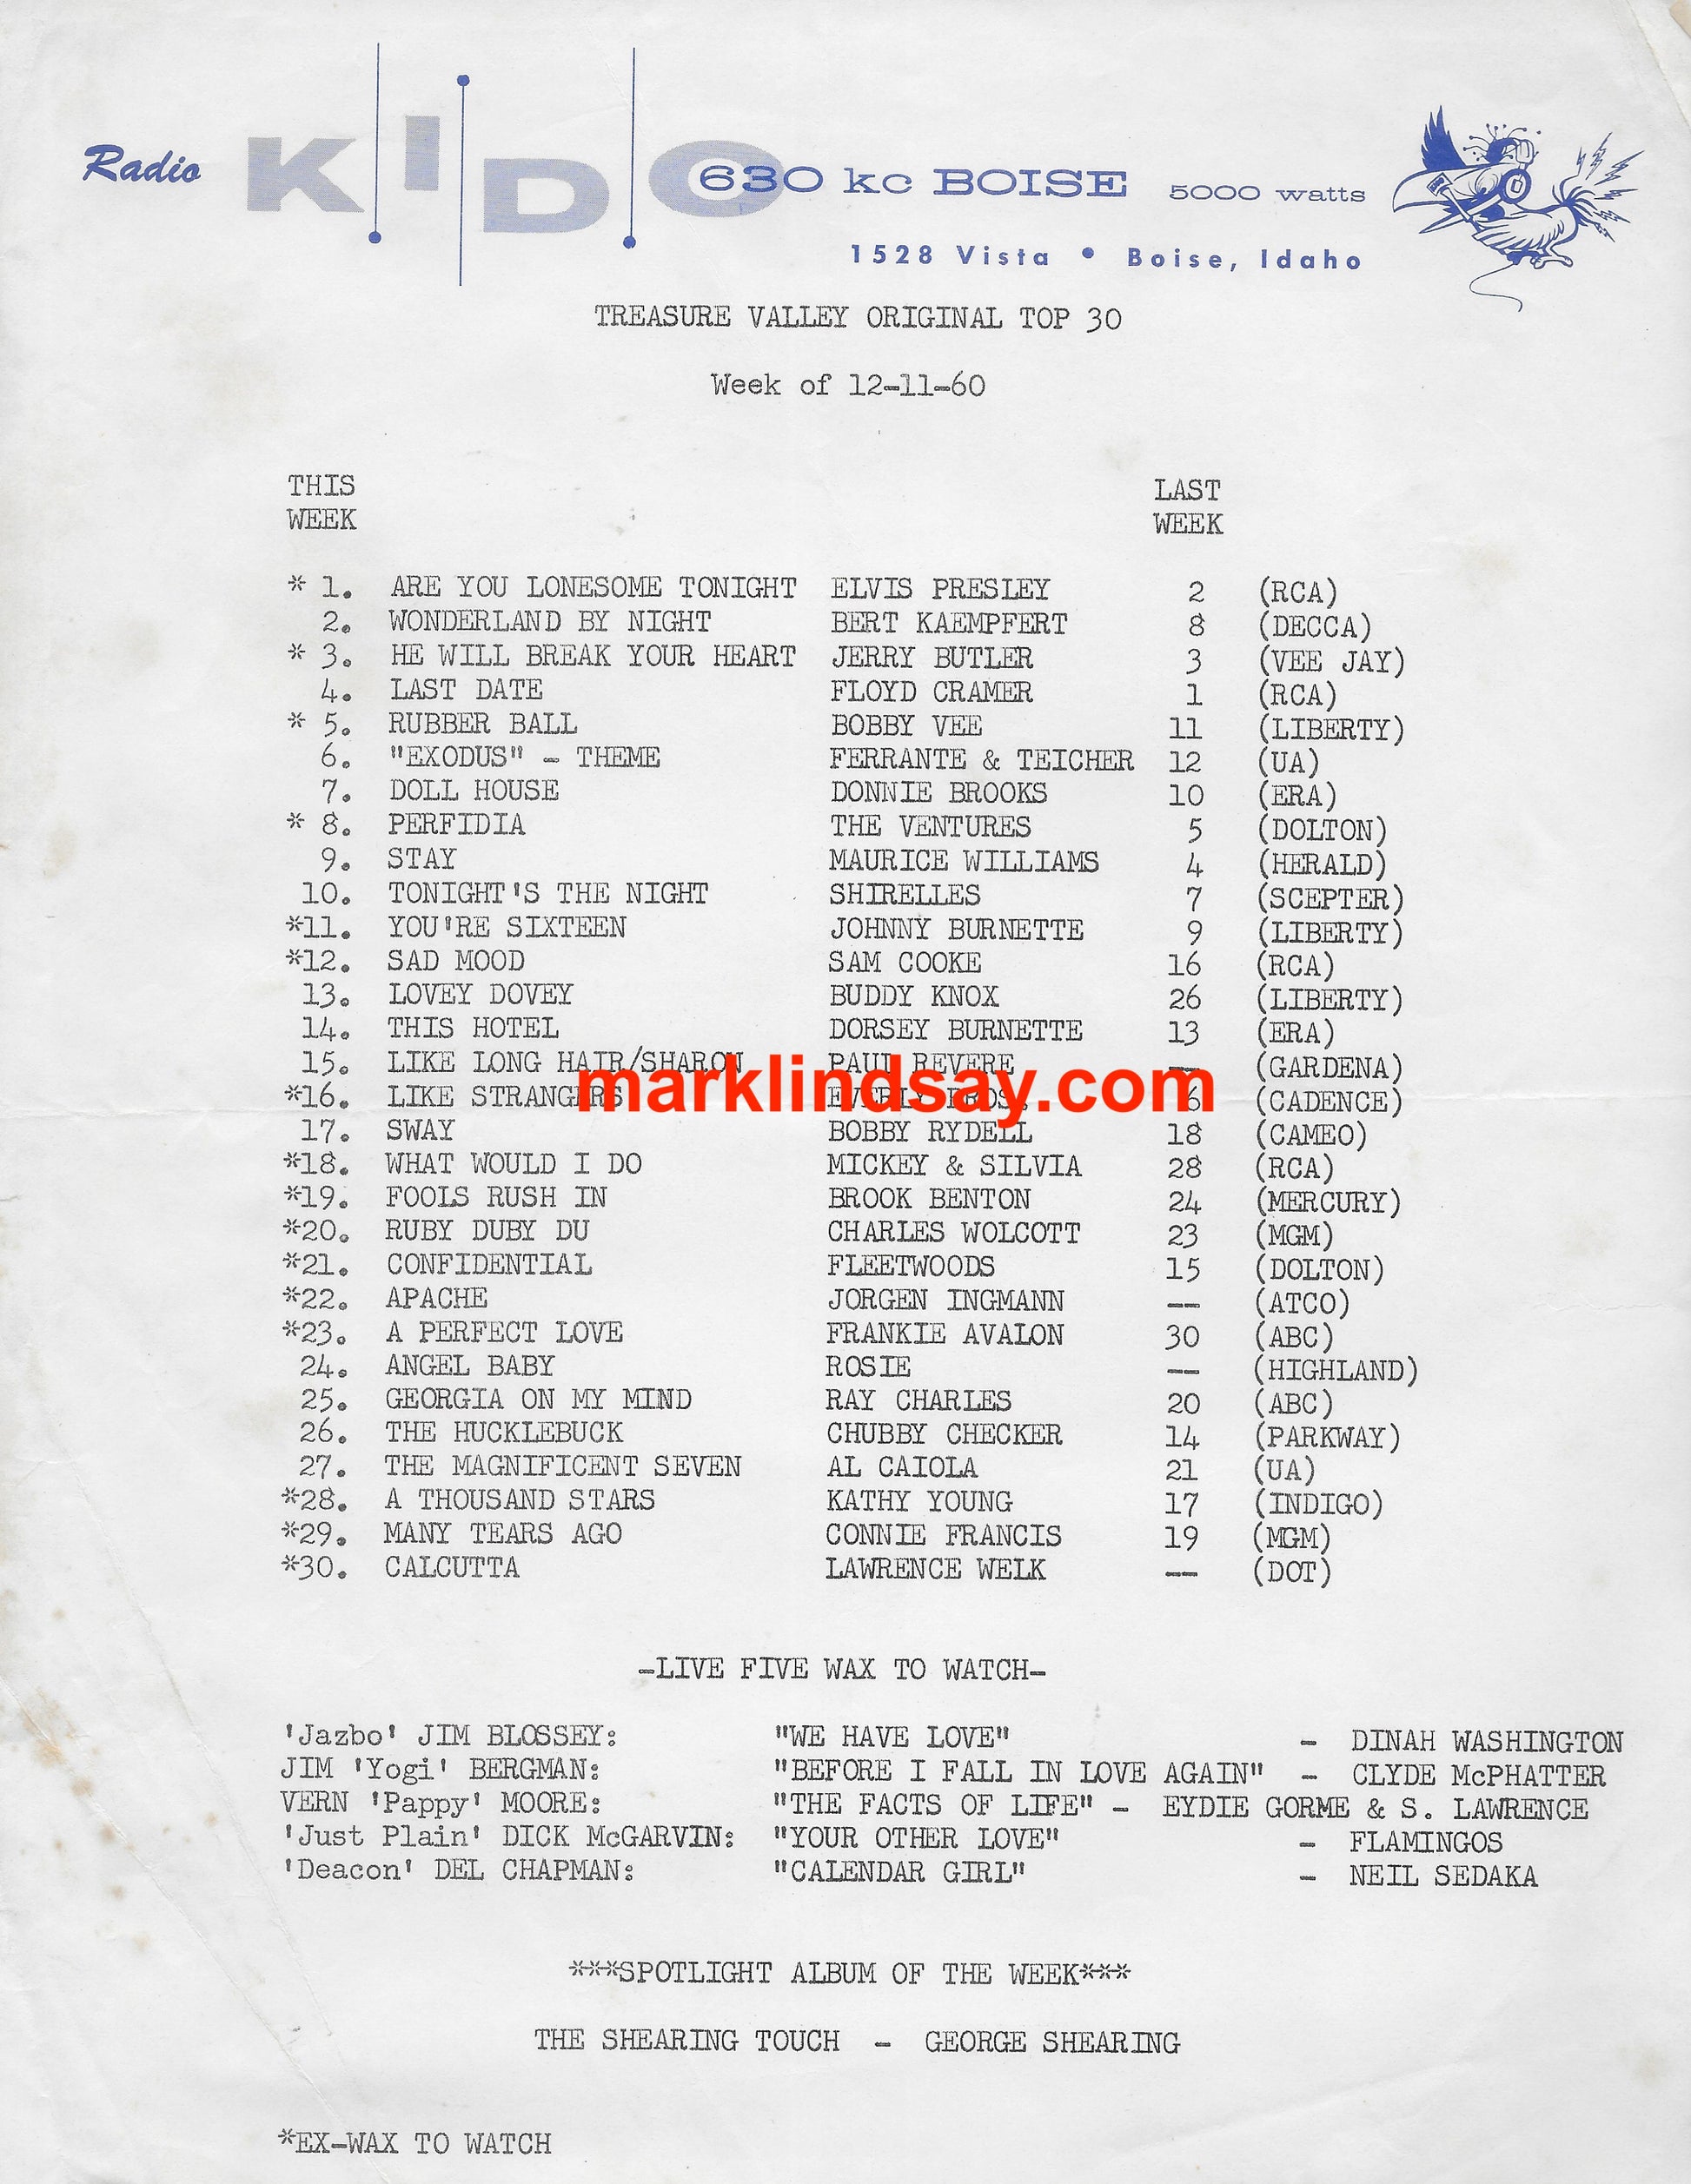 Radio KIDO 630 kc BOISE 5000 watts
1528 Vista • Boise, Idaho
TREASURE VALLEY ORIGINAL TOP 30
Week of 12-11-60
THIS WEEK LAST WEEK
* 1. ARE YOU LONESOME TONIGHT ELVIS PRESLEY 2 (RCA)
2. WONDERLAND BY NIGHT BERT KAEMPFERT 8 (DECCA)
* 3. HE WILL BREAK YOUR HEART JERRY BUTLER 3 (VEE JAY)
4. LAST DATE FLOYD CRAMER 1 (RCA)
* 5. RUBBER BALL BOBBY VEE 11 (LIBERTY)
6. "EXODUS" - THEME FERRANTE & TEICHER 12 (UA)
7. DOLL HOUSE DONNIE BROOKS 10 (ERA)
* 8. PERFIDIA THE VENTURES 5 (DOLTON)
9. STAY MAURICE WILLIAMS 4 (HERALD)
10. TONIGHT'S THE NIGHT SHIRELLES 7 (SCEPTER)
*11. YOU'RE SIXTEEN JOHNNY BURNETTE 9 (LIBERTY)
*12. SAD MOOD SAM COOKE 16 (RCA)
13. LOVEY DOVEY BUDDY KNOX 26 (LIBERTY)
14. THIS HOTEL DORSEY BURNETTE 13 (ERA)
15. LIKE LONG HAIR/SHARON PAUL REVERE -- (GARDENA)
marklindsay.com
*16. LIKE STRANGERS EVERLY BROS. 6 (CADENCE)
17. SWAY BOBBY RYDELL 18 (CAMEO)
*18. WHAT WOULD I DO MICKEY & SILVIA 28 (RCA)
*19. FOOLS RUSH IN BROOK BENTON 24 (MERCURY)
*20. RUBY DUBY DU CHARLES WOLCOTT 23 (MGM)
*21. CONFIDENTIAL FLEETWOODS 15 (DOLTON)
*22. APACHE JORGEN INGMANN -- (ATCO)
*23. A PERFECT LOVE FRANKIE AVALON 30 (ABC)
24. ANGEL BABY ROSIE -- (HIGHLAND)
25. GEORGIA ON MY MIND RAY CHARLES 20 (ABC)
26. THE HUCKLEBUCK CHUBBY CHECKER 14 (PARKWAY)
27. THE MAGNIFICENT SEVEN AL CAIOLA 21 (UA)
*28. A THOUSAND STARS KATHY YOUNG 17 (INDIGO)
*29. MANY TEARS AGO CONNIE FRANCIS 19 (MGM)
*30. CALCUTTA LAWRENCE WELK -- (DOT)
-LIVE FIVE WAX TO WATCH-
'Jazbo' JIM BLOSSEY: "WE HAVE LOVE" - DINAH WASHINGTON
JIM 'Yogi' BERGMAN: "BEFORE I FALL IN LOVE AGAIN" - CLYDE McPHATTER
VERN 'Pappy' MOORE: "THE FACTS OF LIFE" - EYDIE GORME & S. LAWRENCE
'Just Plain' DICK McGARVIN: "YOUR OTHER LOVE" - FLAMINGOS
'Deacon' DEL CHAPMAN: "CALENDAR GIRL" - NEIL SEDAKA
***SPOTLIGHT ALBUM OF THE WEEK***
THE SHEARING TOUCH - GEORGE SHEARING
*EX-WAX TO WATCH